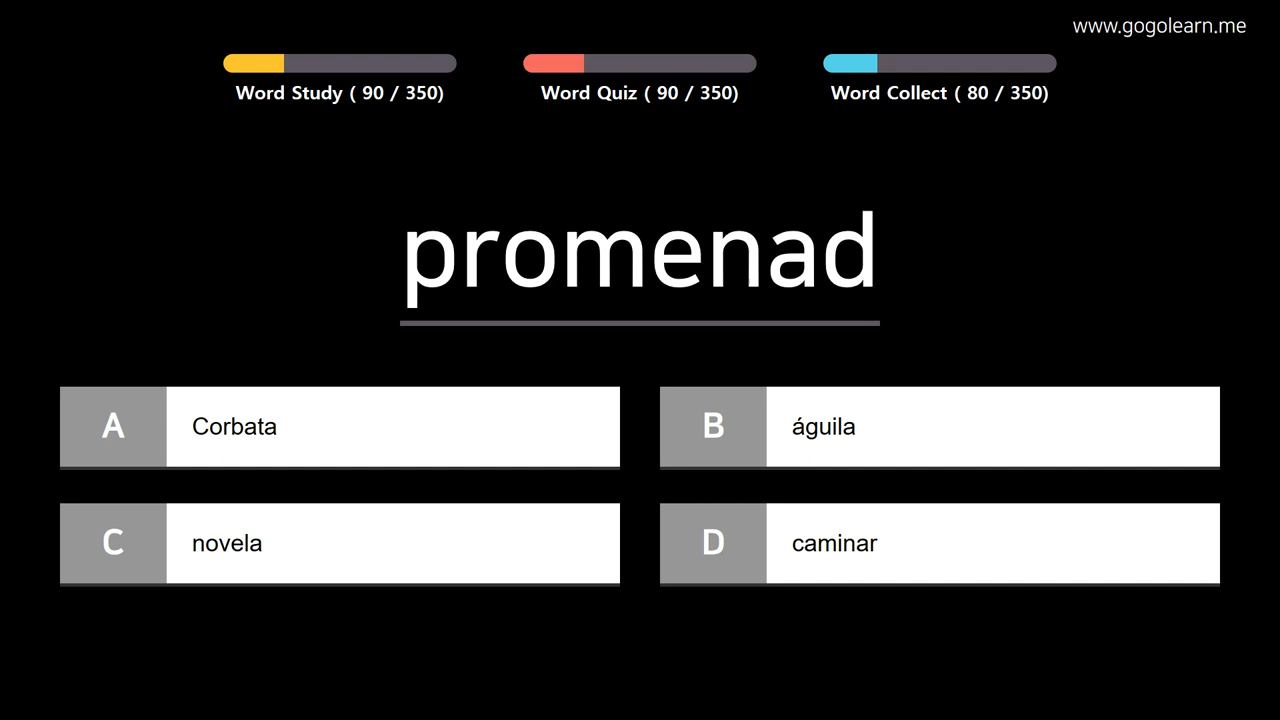 www.gogolearn.me
Word Study ( 90 / 350)
Word Quiz ( 90 / 350)
Word Collect ( 80 / 350)
promenad
A Corbata
B águila
C novela
D caminar